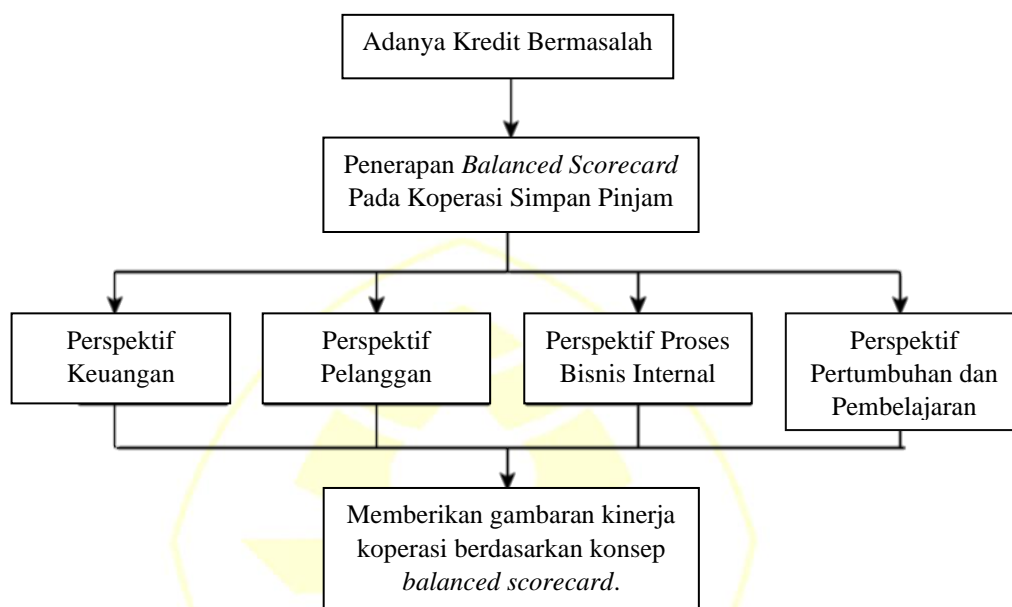 Adanya Kredit Bermasalah
Penerapan Balanced Scorecard
Pada Koperasi Simpan Pinjam
Perspektif
Keuangan
Perspektif
Pelanggan
Perspektif Proses
Bisnis Internal
Perspektif
Pertumbuhan dan
Pembelajaran
Memberikan gambaran kinerja
koperasi berdasarkan konsep
balanced scorecard.